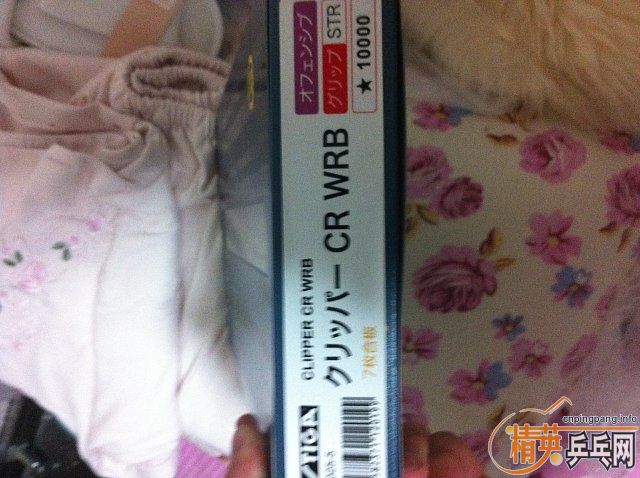 STIGA
CLIPPER CR WRB
クリッパー CR WRB
7枚合板
オフェンシブ
グリップ STR
★ 10000
cnpingpang.info
精英乒乓网